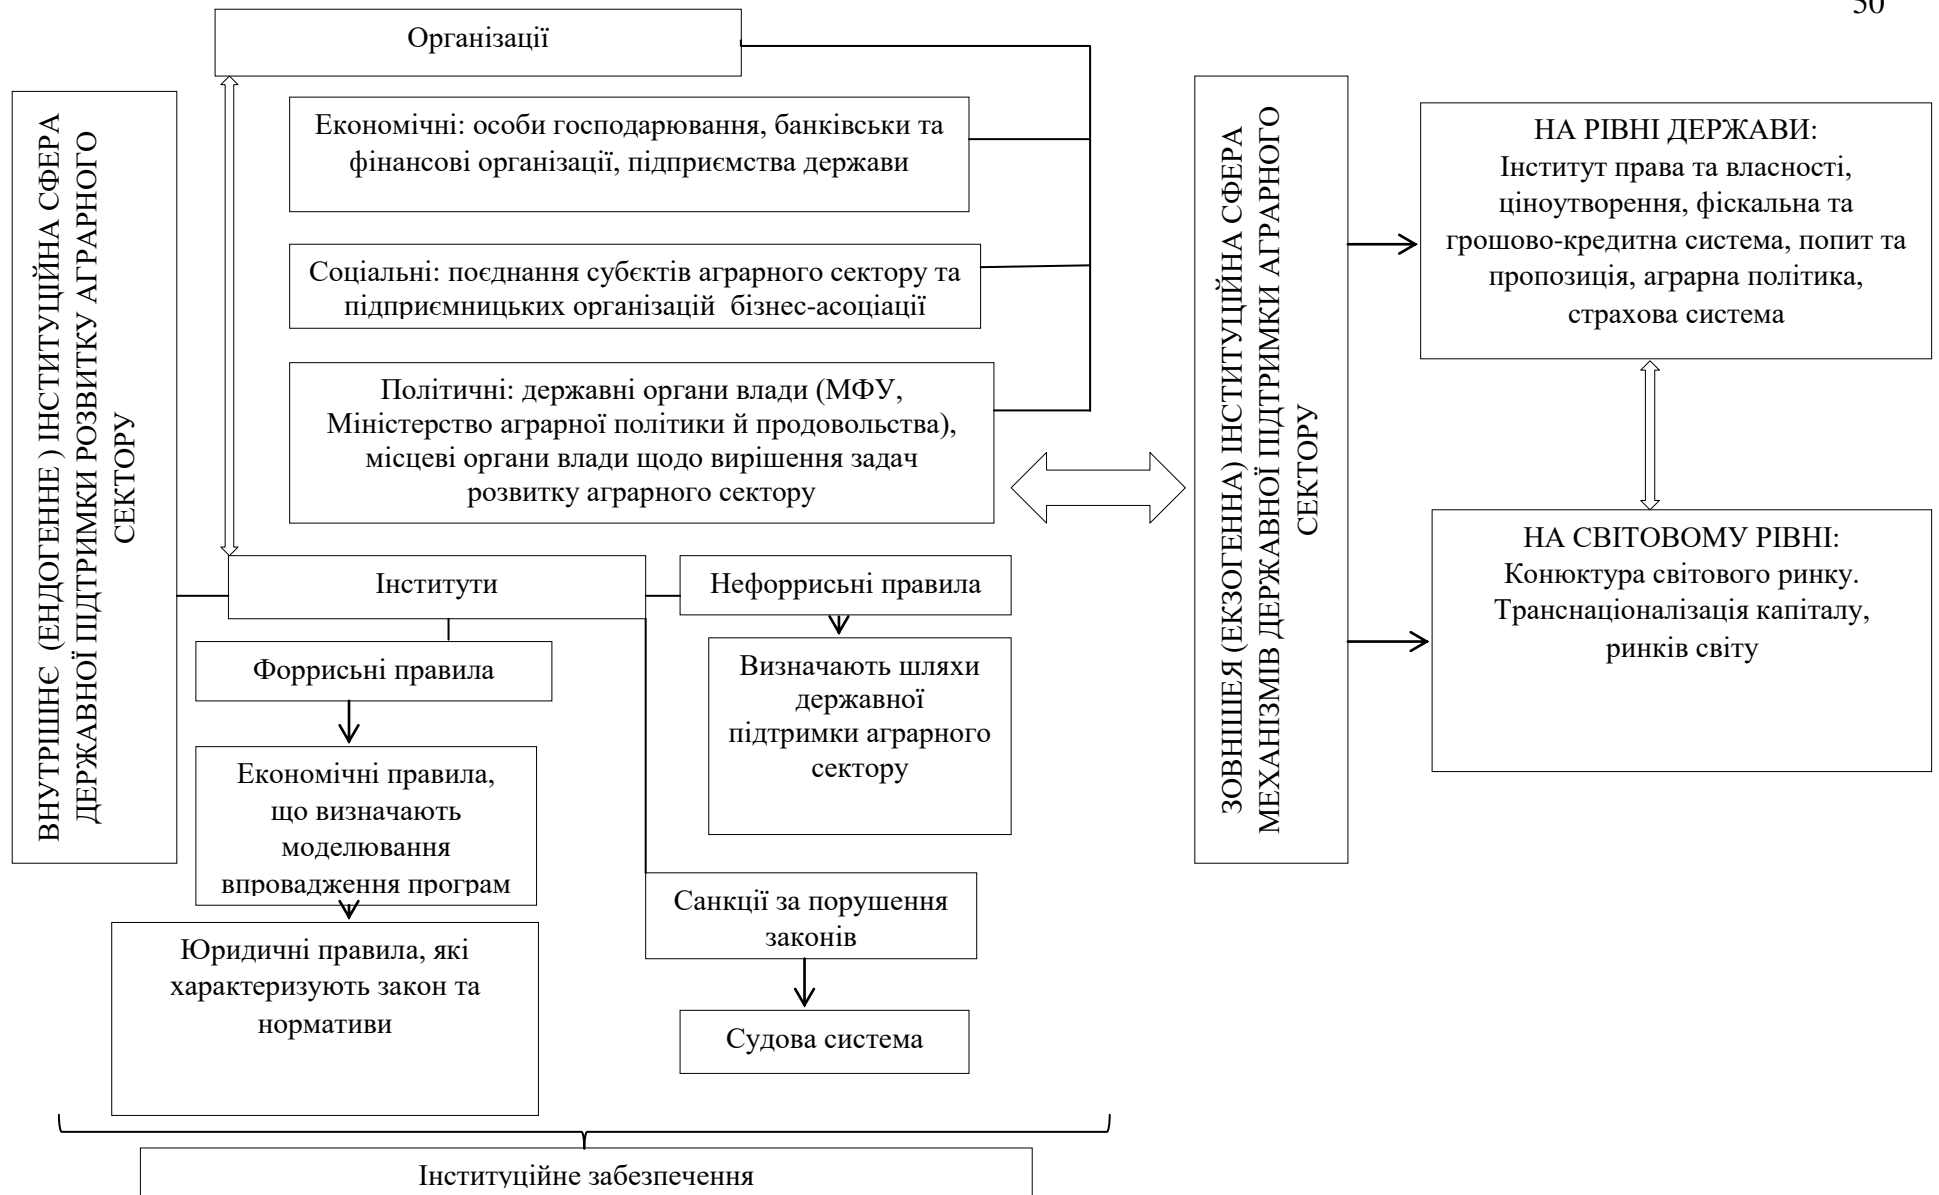 50
Організації
ВНУТРІШНЄ (ЕНДОГЕННЕ ) ІНСТИТУЦІЙНА СФЕРА
ДЕРЖАВНОЇ ПІДТРИМКИ РОЗВИТКУ АГРАРНОГО
СЕКТОРУ
Економічні: особи господарювання, банківськи та
фінансові організації, підприємства держави
Соціальні: поєднання субєктів аграрного сектору та
підприємницьких організацій бізнес-асоціації
Політичні: державні органи влади (МФУ,
Міністерство аграрної політики й продовольства),
місцеві органи влади щодо вирішення задач
розвитку аграрного сектору
Інститути
Нефоррисьні правила
Форрисьні правила
Визначають шляхи
державної
підтримки аграрного
сектору
Економічні правила,
що визначають
моделювання
впровадження програм
Санкції за порушення
законів
Юридичні правила, які
характеризують закон та
нормативи
Судова система
Інституційне забезпечення
ЗОВНІШЕЯ (ЕКЗОГЕННА) ІНСТИТУЦІЙНА СФЕРА
МЕХАНІЗМІВ ДЕРЖАВНОЇ ПІДТРИМКИ АГРАРНОГО
СЕКТОРУ
НА РІВНІ ДЕРЖАВИ:
Інститут права та власності,
ціноутворення, фіскальна та
грошово-кредитна система, попит та
пропозиція, аграрна політика,
страхова система
НА СВІТОВОМУ РІВНІ:
Конюктура світового ринку.
Транснаціоналізація капіталу,
ринків світу